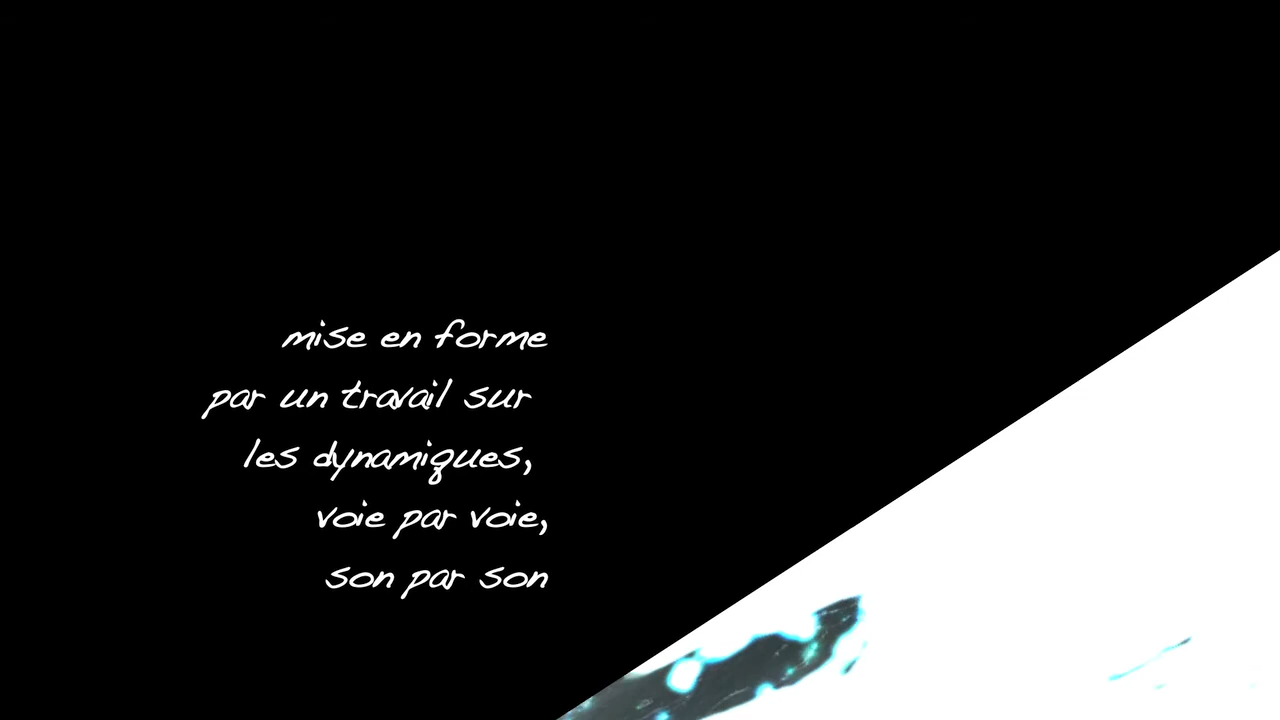 mise en forme
par un travail sur
les dynamiques,
voie par voie,
son par son